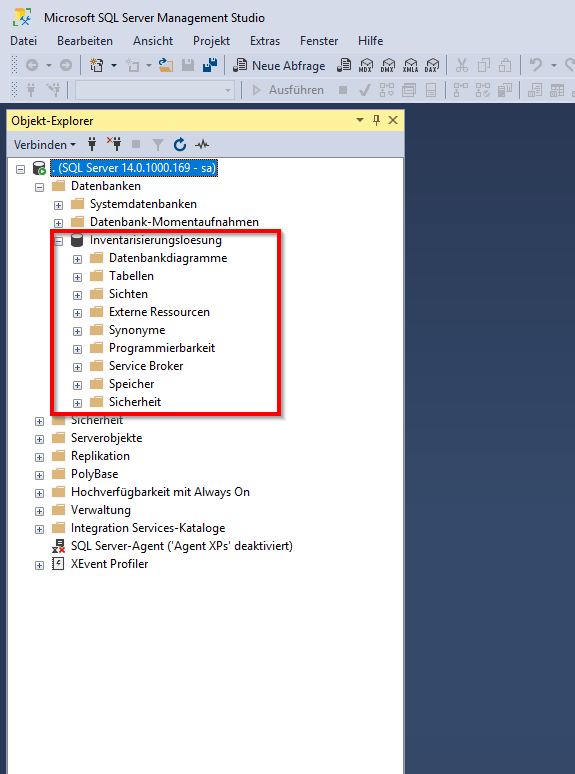 Microsoft SQL Server Management Studio
Datei Bearbeiten Ansicht Projekt Extras Fenster Hilfe
Neue Abfrage MDX DMX XMLA DAX
Ausführen
Objekt-Explorer
Verbinden
. (SQL Server 14.0.1000.169 - sa)
Datenbanken
Systemdatenbanken
Datenbank-Momentaufnahmen
Inventarisierungsloesung
Datenbankdiagramme
Tabellen
Sichten
Externe Ressourcen
Synonyme
Programmierbarkeit
Service Broker
Speicher
Sicherheit
Sicherheit
Serverobjekte
Replikation
PolyBase
Hochverfügbarkeit mit Always On
Verwaltung
Integration Services-Kataloge
SQL Server-Agent ('Agent XPs' deaktiviert)
XEvent Profiler